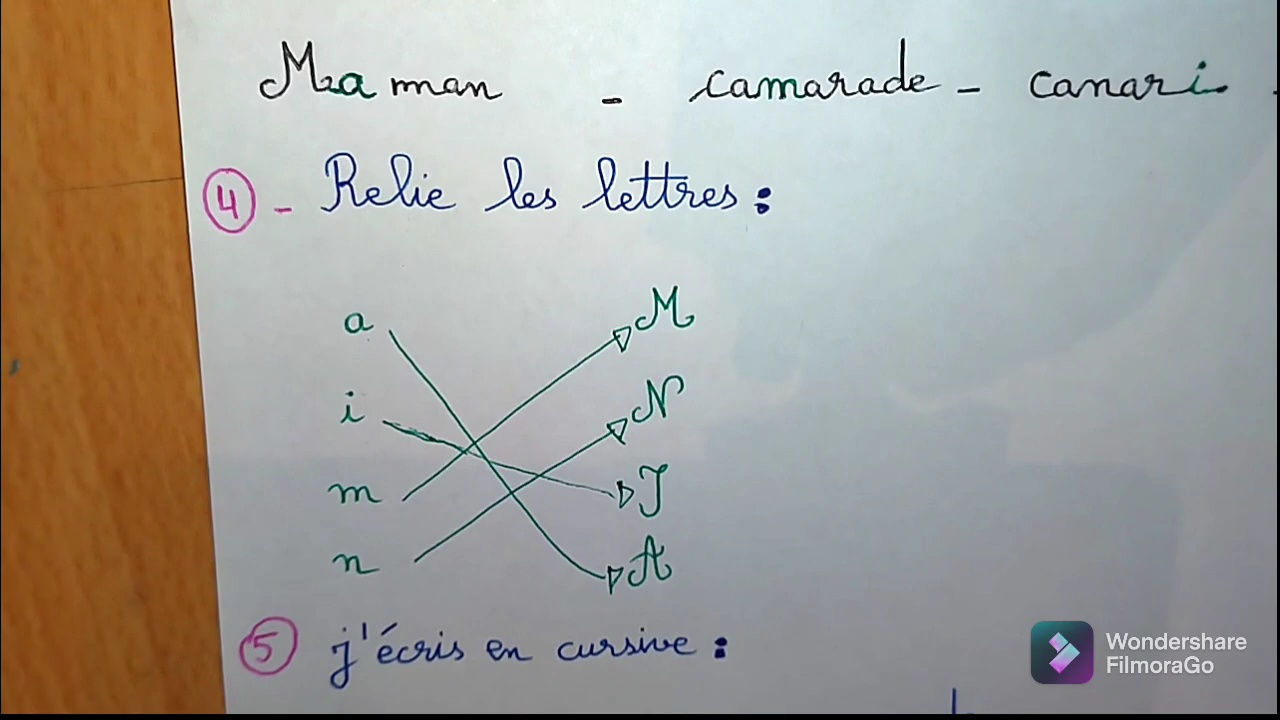 Maman - camarade - canari -
4 - Relie les lettres :
a M
i N
m I
n A
5 j'écris en cursive :
Wondershare
FilmoraGo